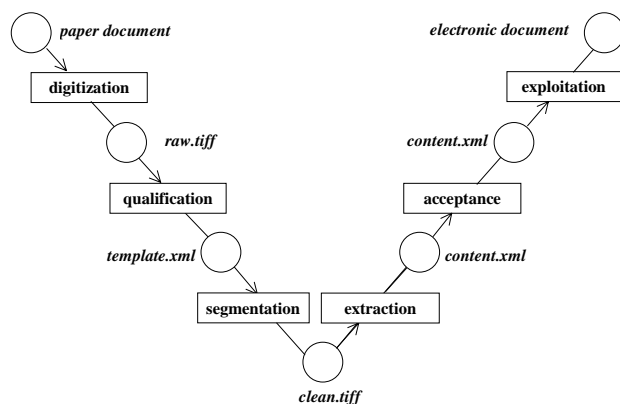 paper document
electronic document
digitization
exploitation
raw.tiff
content.xml
qualification
acceptance
template.xml
content.xml
segmentation
extraction
clean.tiff